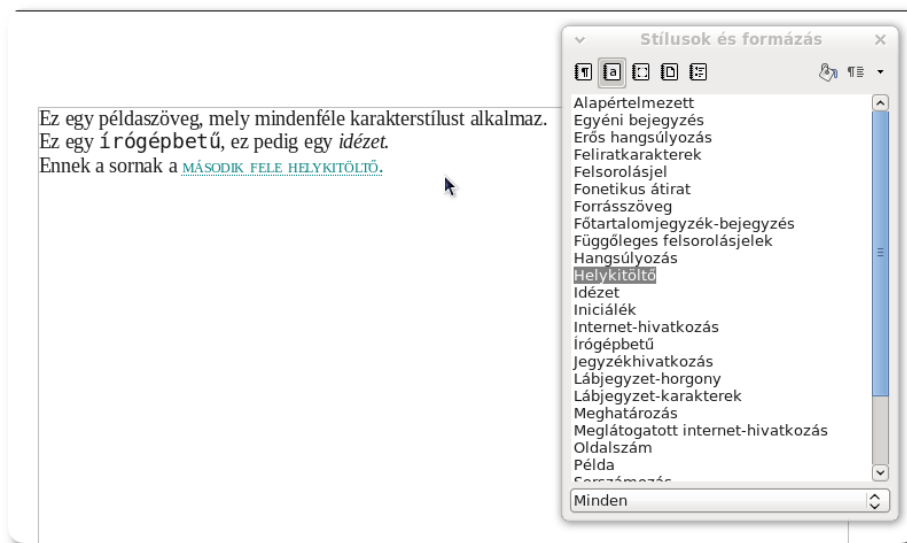 Stílusok és formázás
Ez egy példaszöveg, mely mindenféle karakterstílust alkalmaz.
Ez egy írógépbetű, ez pedig egy idézet.
Ennek a sornak a MÁSODIK FELE HELYKITÖLTŐ.
Alapértelmezett
Egyéni bejegyzés
Erős hangsúlyozás
Feliratkarakterek
Felsorolásjel
Fonetikus átirat
Forrásszöveg
Főtartalomjegyzék-bejegyzés
Függőleges felsorolásjelek
Hangsúlyozás
Helykitöltő
Idézet
Iniciálék
Internet-hivatkozás
Írógépbetű
Jegyzékhivatkozás
Lábjegyzet-horgony
Lábjegyzet-karakterek
Meghatározás
Meglátogatott internet-hivatkozás
Oldalszám
Példa
Sorszámozás
Minden